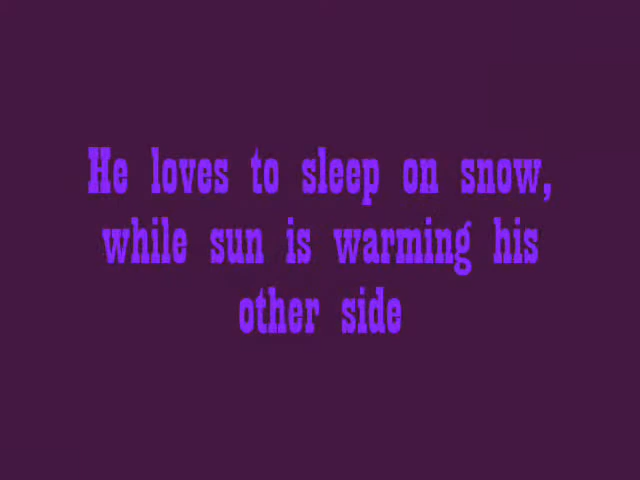 He loves to sleep on snow,
while sun is warming his
other side